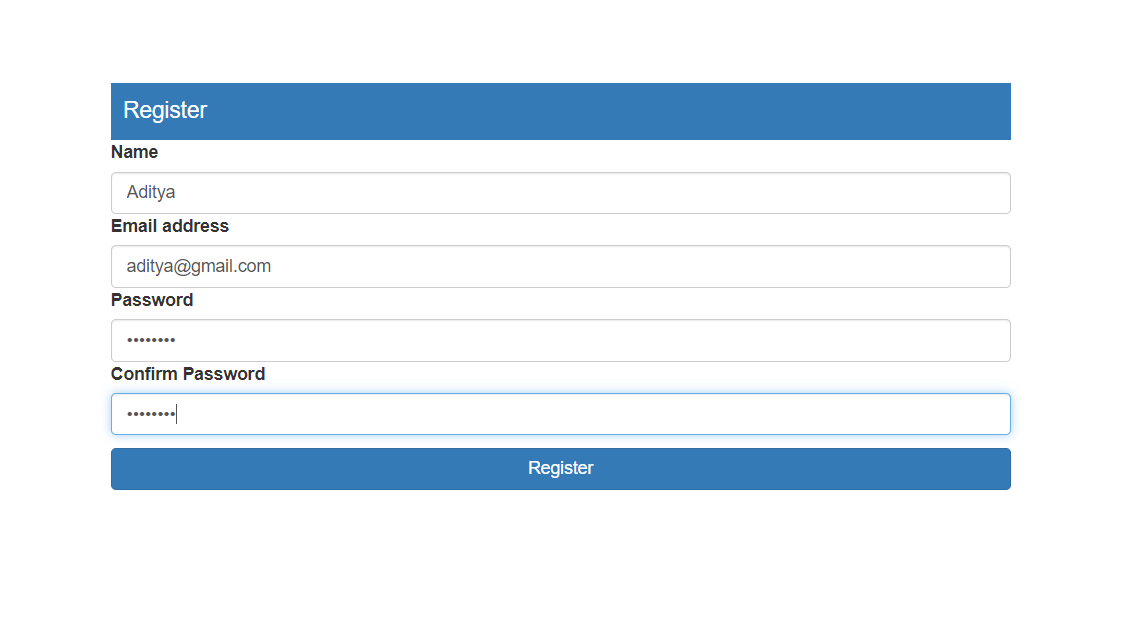 Register
Name
Aditya
Email address
aditya@gmail.com
Password
••••••••
Confirm Password
••••••••
Register